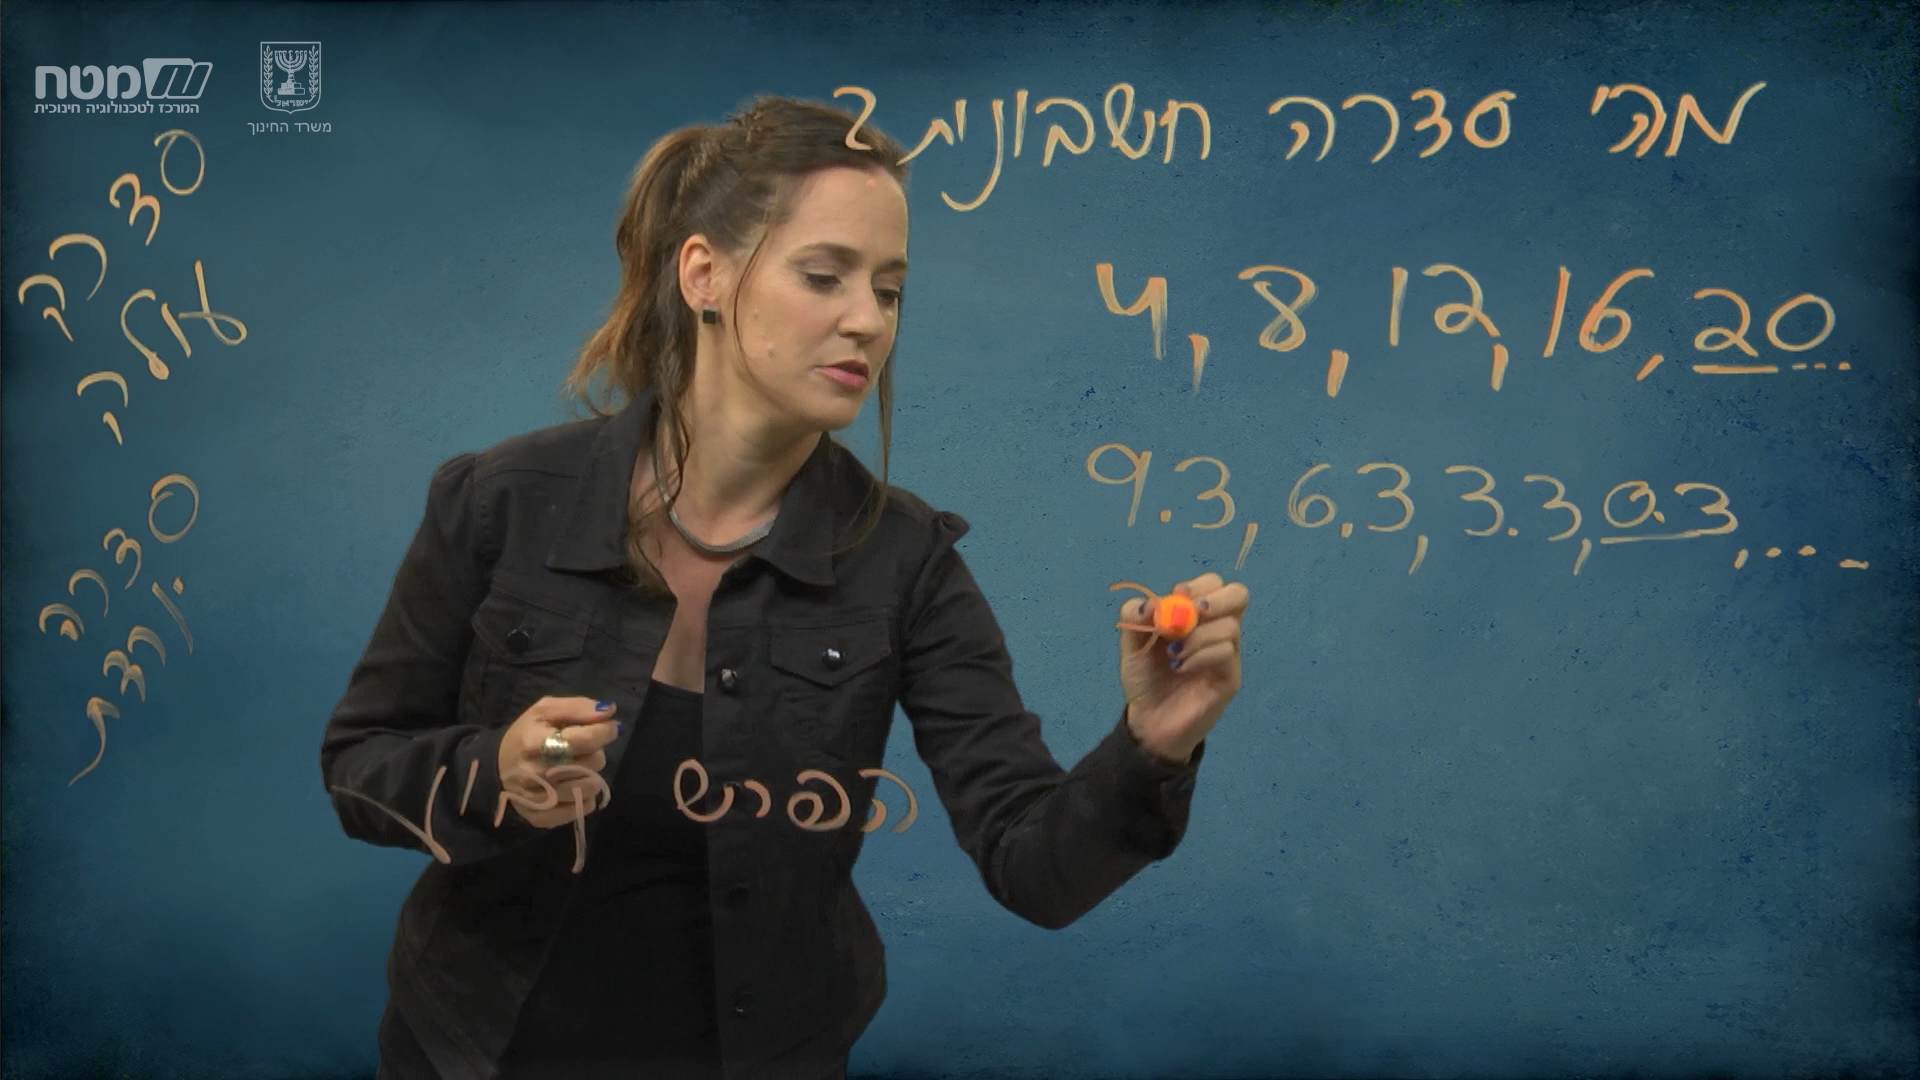 מטח
המרכז לטכנולוגיה חינוכית
משרד החינוך
מהי סדרה חשבונית?
4, 8, 12, 16, 20...
9.3, 6.3, 3.3, 0.3, ...
סדרה
עולה
סדרה
יורדת
הפרש קבוע